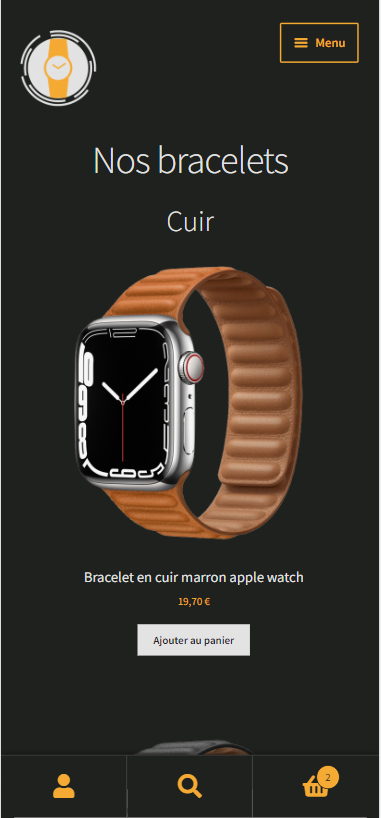 Menu
Nos bracelets
Cuir
Bracelet en cuir marron apple watch
19,70 €
Ajouter au panier
2